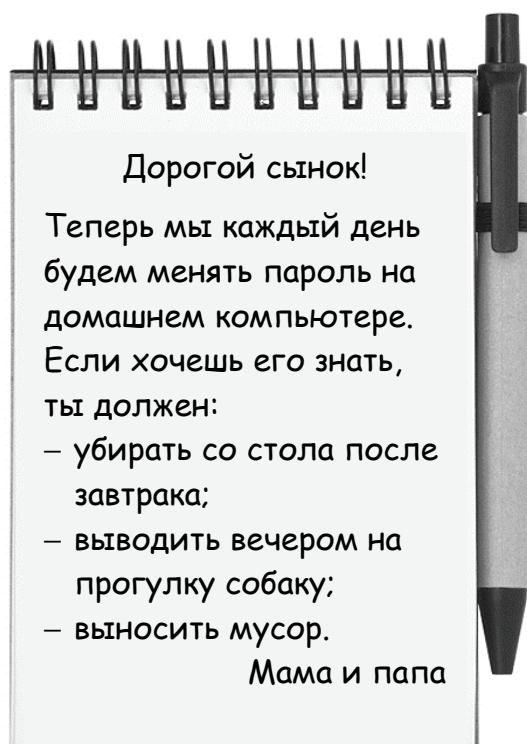 Дорогой сынок!
Теперь мы каждый день
будем менять пароль на
домашнем компьютере.
Если хочешь его знать,
ты должен:
– убирать со стола после
завтрака;
– выводить вечером на
прогулку собаку;
– выносить мусор.
Мама и папа